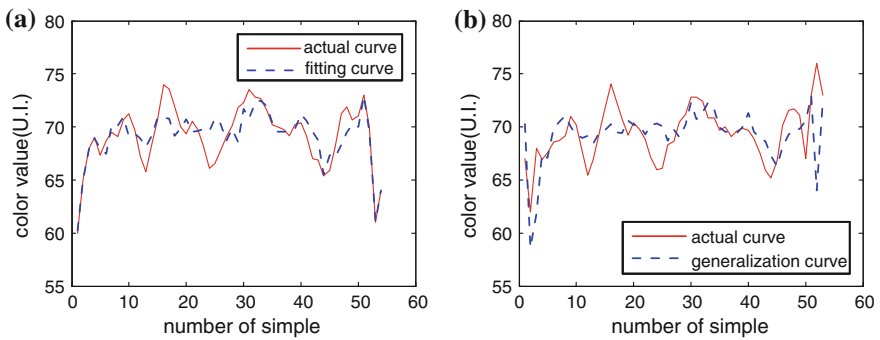 (a)
80
75
70
65
60
55
color value(U.I.)
actual curve
fitting curve
0 10 20 30 40 50 60
number of simple
(b)
80
75
70
65
60
55
color value(U.I.)
actual curve
generalization curve
0 10 20 30 40 50 60
number of simple